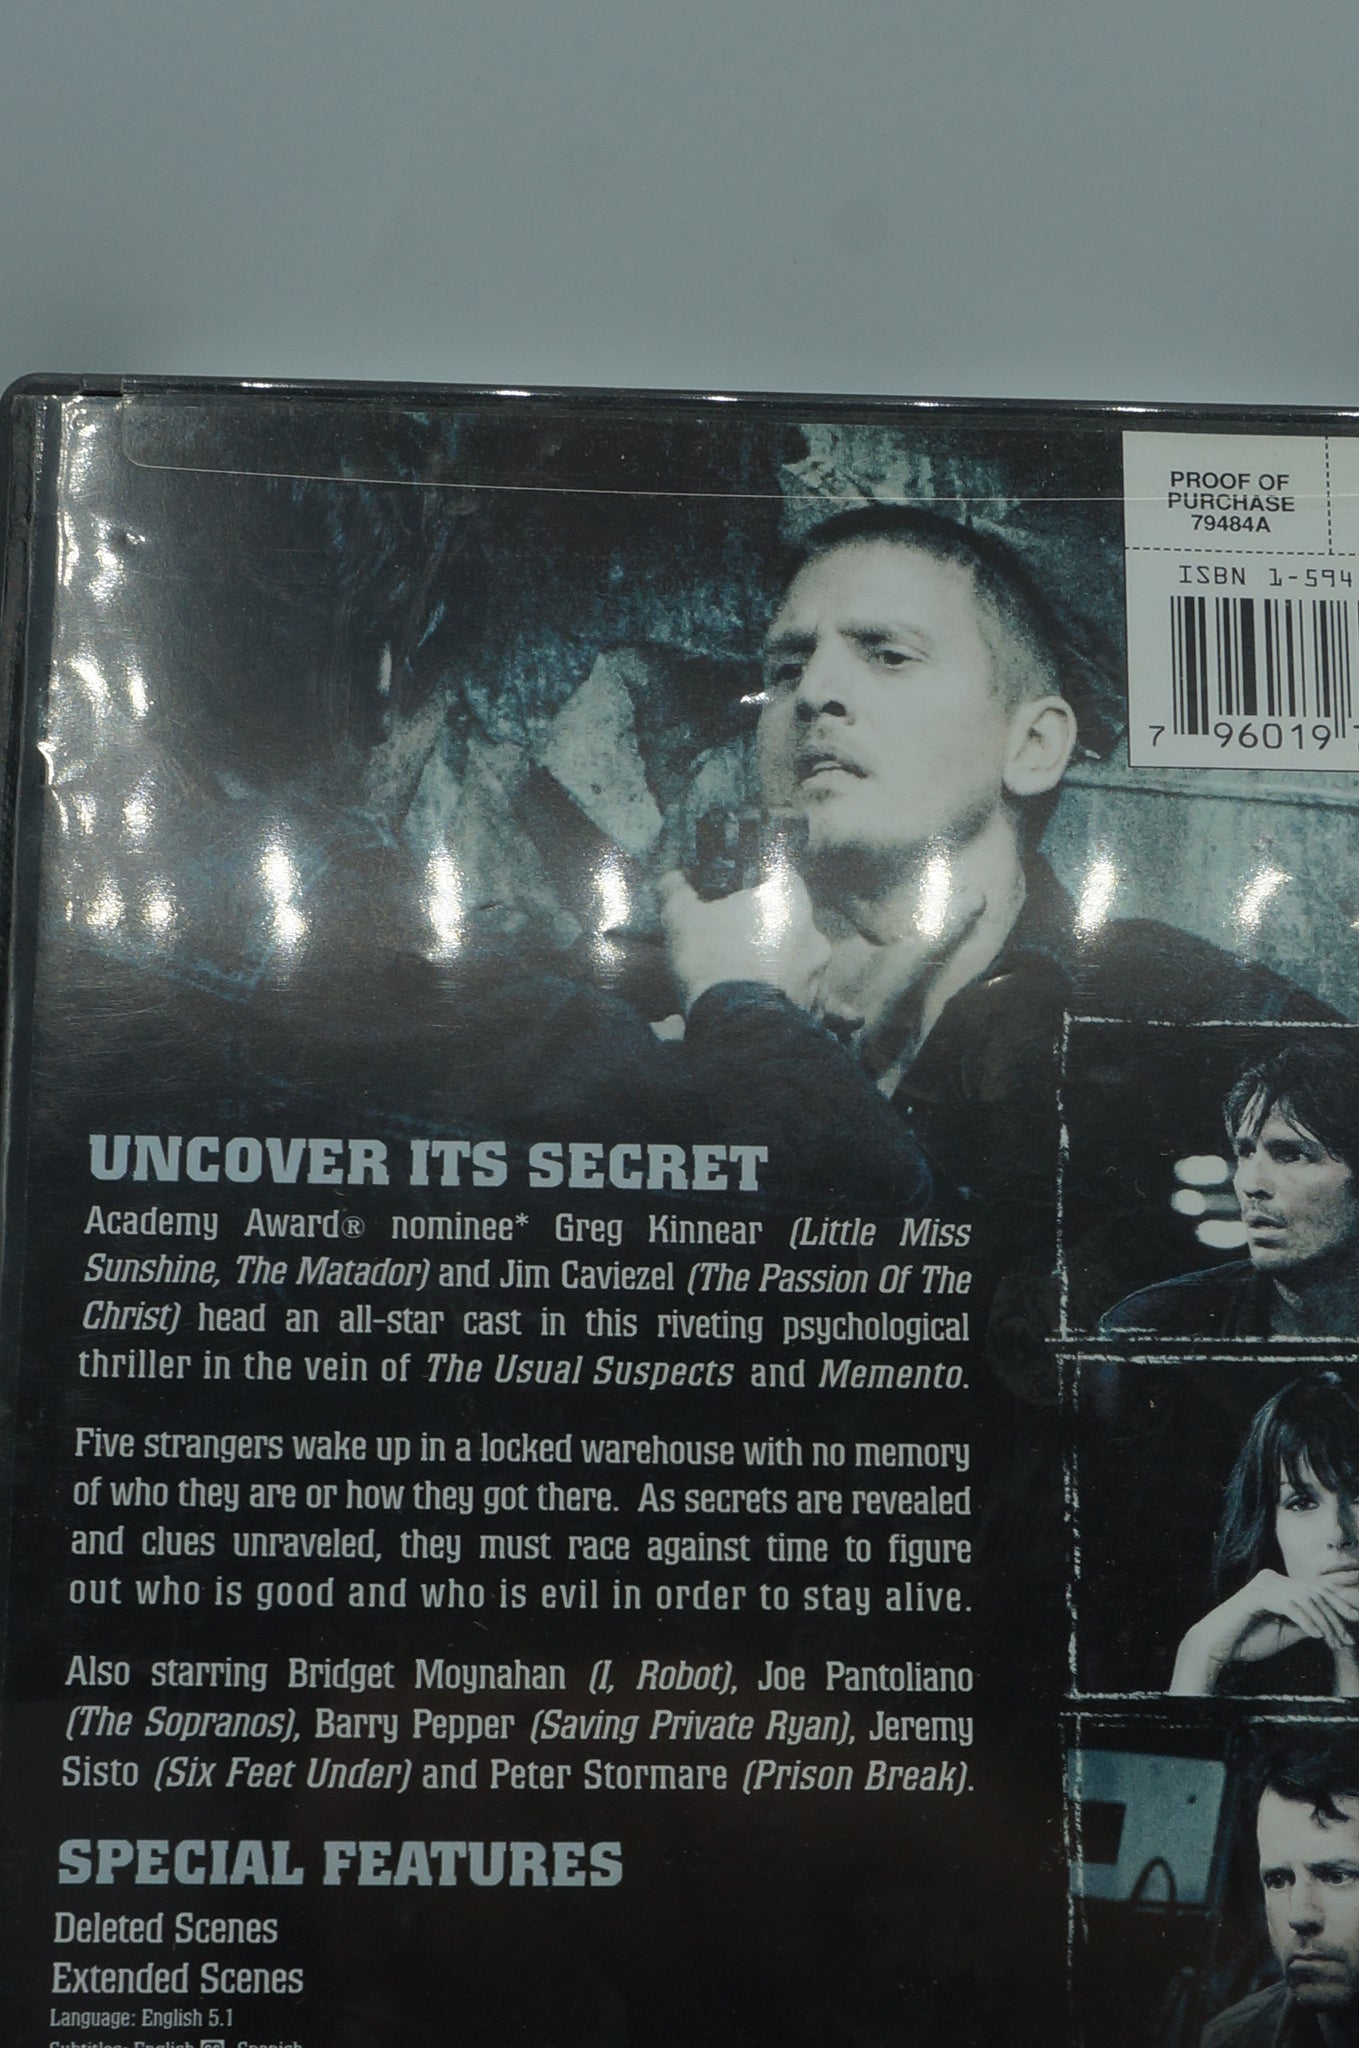 PROOF OF
PURCHASE
79484A
ISBN 1-594
7 96019
UNCOVER ITS SECRET
Academy Award® nominee* Greg Kinnear (Little Miss
Sunshine, The Matador) and Jim Caviezel (The Passion Of The
Christ) head an all-star cast in this riveting psychological
thriller in the vein of The Usual Suspects and Memento.
Five strangers wake up in a locked warehouse with no memory
of who they are or how they got there. As secrets are revealed
and clues unraveled, they must race against time to figure
out who is good and who is evil in order to stay alive.
Also starring Bridget Moynahan (I, Robot), Joe Pantoliano
(The Sopranos), Barry Pepper (Saving Private Ryan), Jeremy
Sisto (Six Feet Under) and Peter Stormare (Prison Break).
SPECIAL FEATURES
Deleted Scenes
Extended Scenes
Language: English 5.1
Subtitles: English CC Spanish